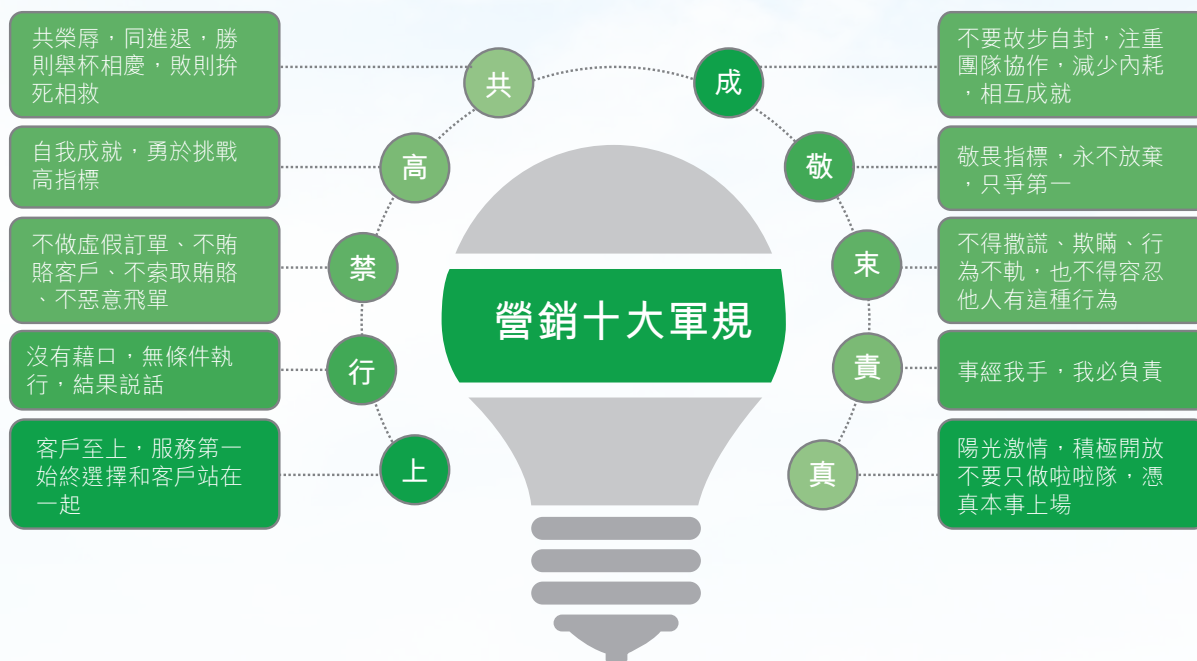 共榮辱，同進退，勝
則舉杯相慶，敗則拚
死相救
共
自我成就，勇於挑戰
高指標
高
不做虛假訂單、不賄
賂客戶、不索取賄賂
、不惡意飛單
禁
沒有藉口，無條件執
行，結果説話
行
客戶至上，服務第一
始終選擇和客戶站在
一起
上
營銷十大軍規
成
不要故步自封，注重
團隊協作，減少內耗
，相互成就
敬
敬畏指標，永不放棄
，只爭第一
束
不得撒謊、欺瞞、行
為不軌，也不得容忍
他人有這種行為
責
事經我手，我必負責
真
陽光激情，積極開放
不要只做啦啦隊，憑
真本事上場